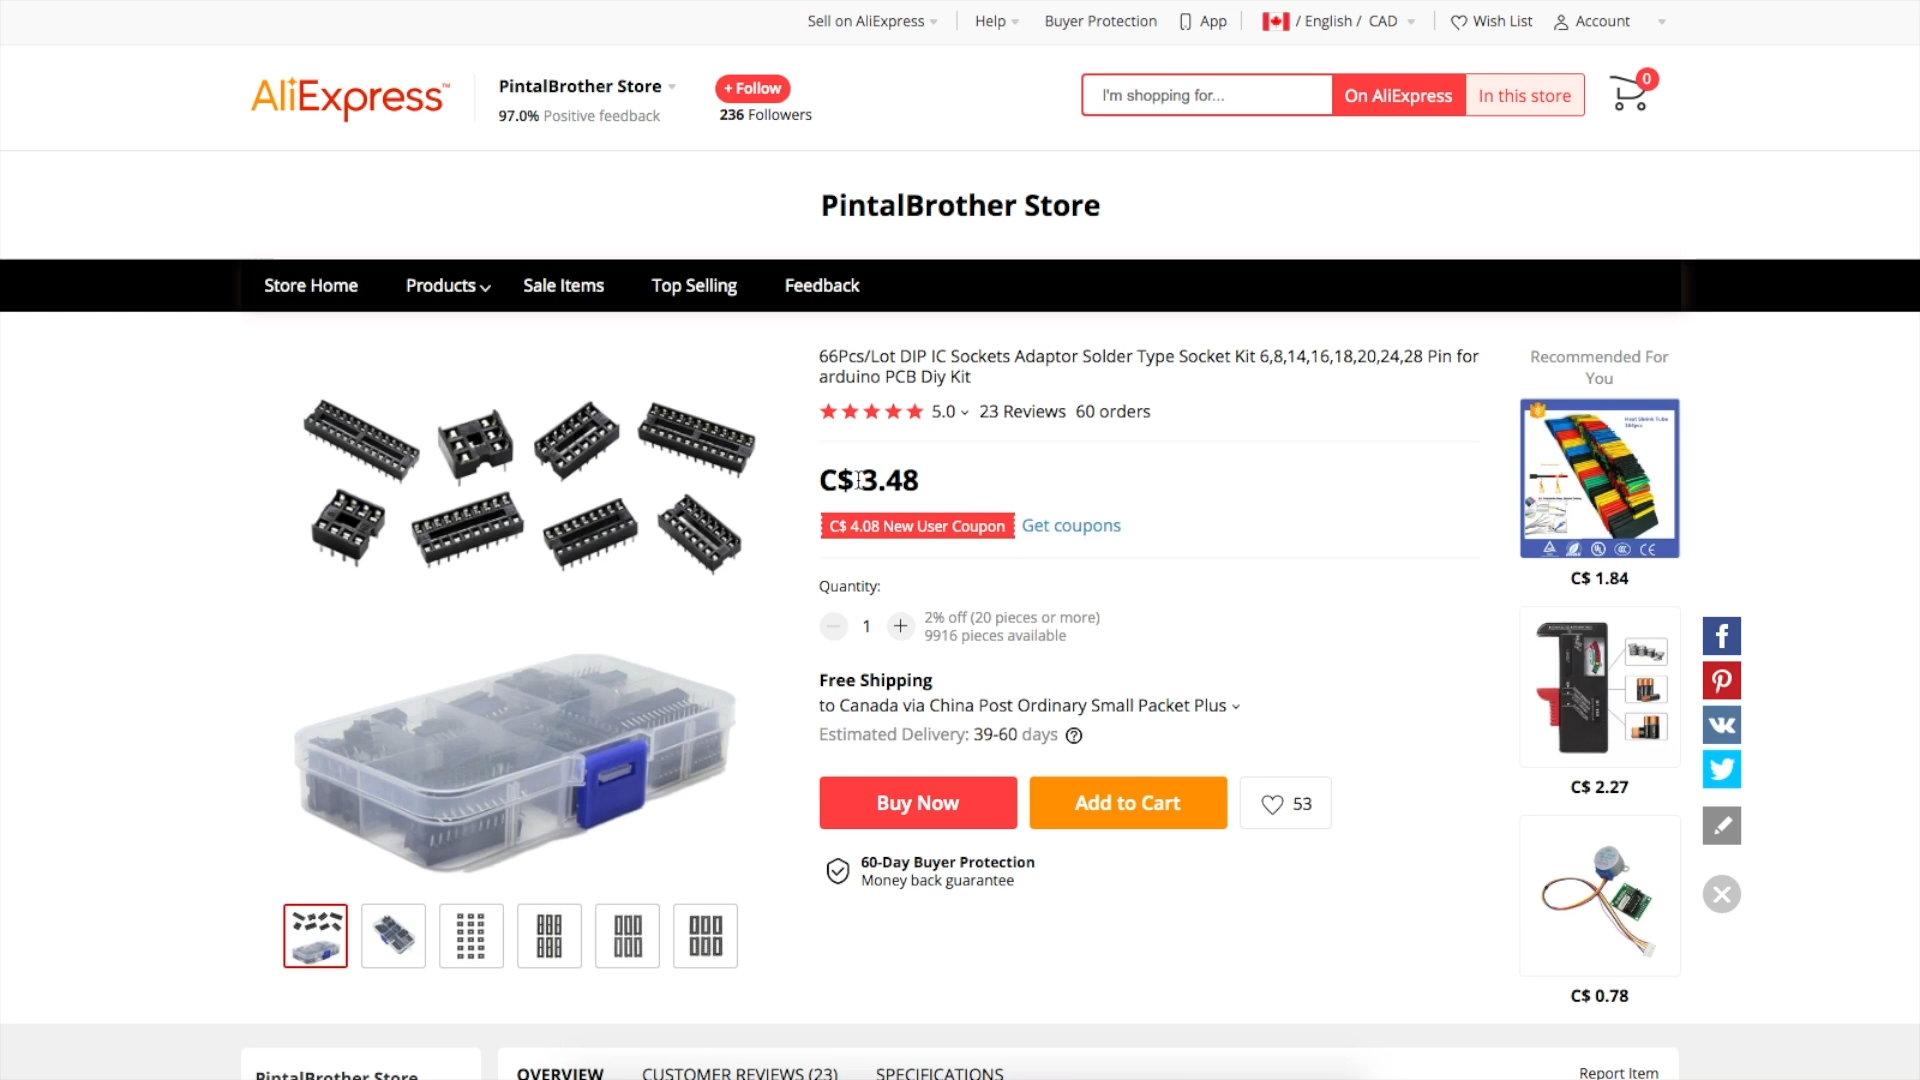 Sell on AliExpress
Help
Buyer Protection
App
/ English / CAD
Wish List
Account
AliExpress™
PintalBrother Store
97.0% Positive feedback
+ Follow
236 Followers
I'm shopping for...
On AliExpress
In this store
0
PintalBrother Store
Store Home
Products
Sale Items
Top Selling
Feedback
66Pcs/Lot DIP IC Sockets Adaptor Solder Type Socket Kit 6,8,14,16,18,20,24,28 Pin for
arduino PCB Diy Kit
5.0
23 Reviews
60 orders
C$ 3.48
C$ 4.08 New User Coupon
Get coupons
Quantity:
1
2% off (20 pieces or more)
9916 pieces available
Free Shipping
to Canada via China Post Ordinary Small Packet Plus
Estimated Delivery: 39-60 days
Buy Now
Add to Cart
53
60-Day Buyer Protection
Money back guarantee
Recommended For
You
Heat Shrink Tube
C$ 1.84
C$ 2.27
C$ 0.78
PintalBrother Store
OVERVIEW
CUSTOMER REVIEWS (23)
SPECIFICATIONS
Report Item